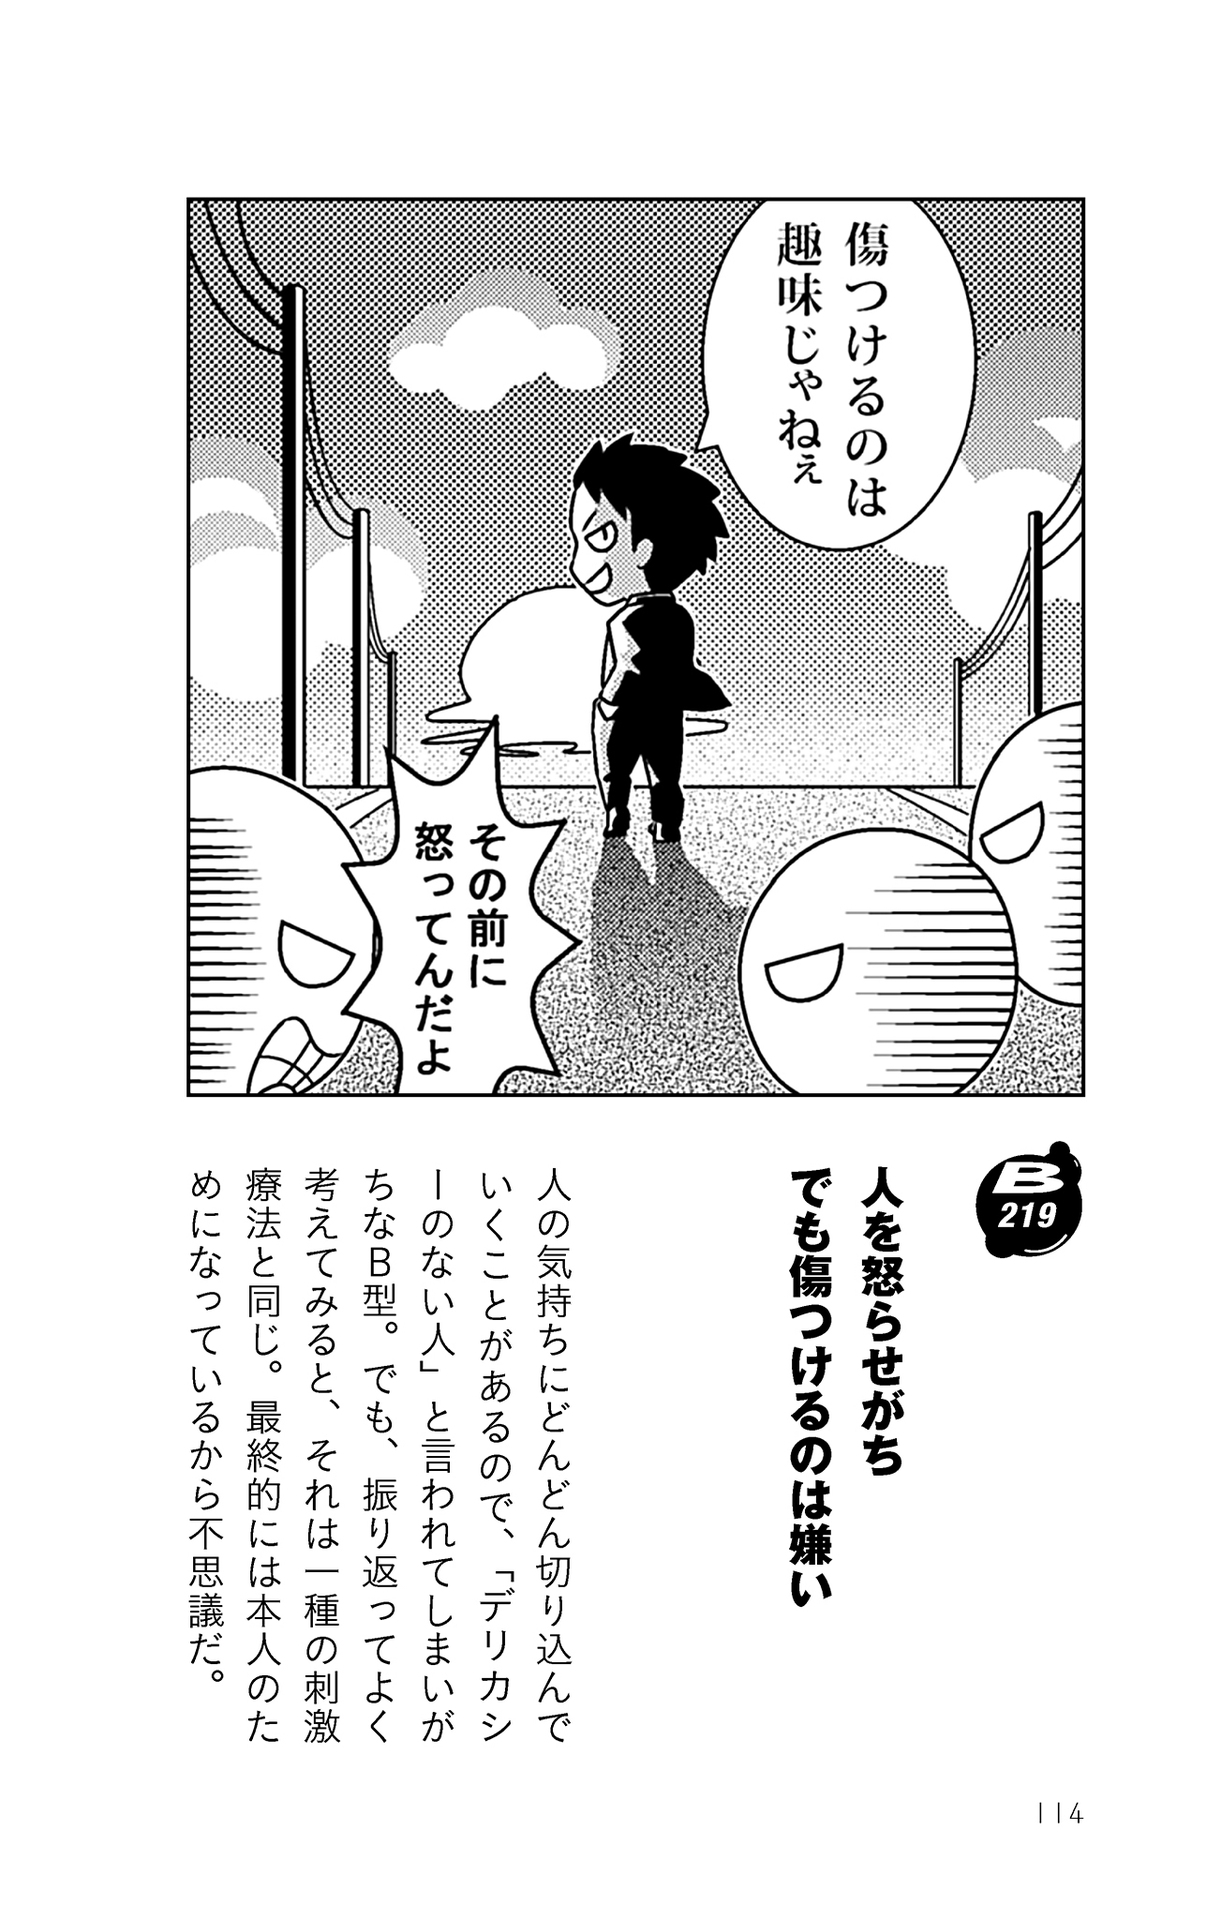 傷つけるのは
趣味じゃねぇ
その前に
怒ってんだよ
B
219
人を怒らせがち
でも傷つけるのは嫌い
人の気持ちにどんどん切り込んで
いくことがあるので、「デリカシ
ーのない人」と言われてしまいが
ちなB型。でも、振り返ってよく
考えてみると、それは一種の刺激
療法と同じ。最終的には本人のた
めになっているから不思議だ。
114